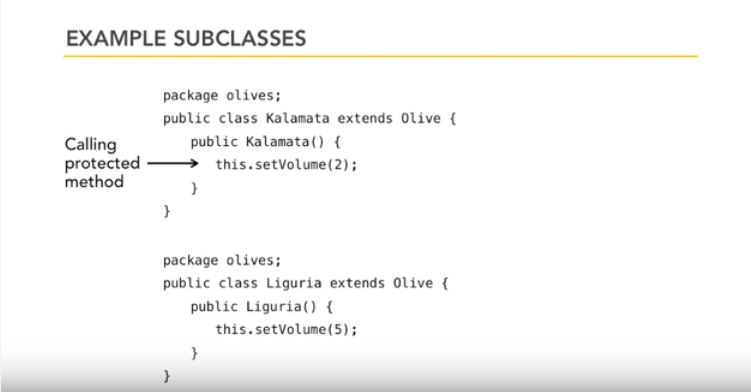 EXAMPLE SUBCLASSES
package olives;
public class Kalamata extends Olive {
public Kalamata() {
Calling
protected
method
this.setVolume(2);
}
}
package olives;
public class Liguria extends Olive {
public Liguria() {
this.setVolume(5);
}
}